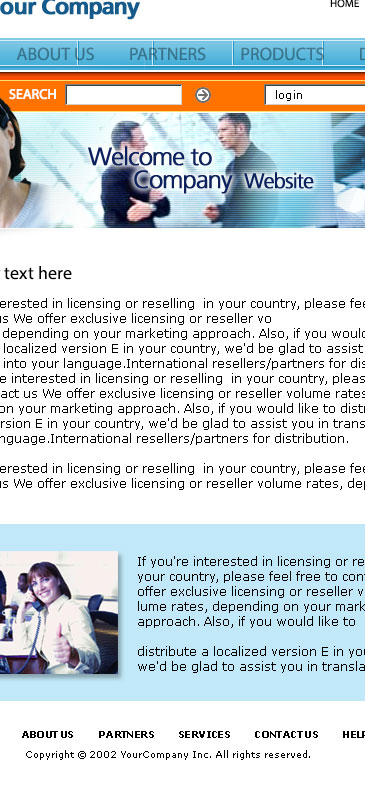 our Company
HOME
ABOUT US PARTNERS PRODUCTS D
SEARCH login
Welcome to
Company Website
text here
erested in licensing or reselling in your country, please fee
us We offer exclusive licensing or reseller vo
depending on your marketing approach. Also, if you would
localized version E in your country, we'd be glad to assist
into your language.International resellers/partners for dis
e interested in licensing or reselling in your country, pleas
act us We offer exclusive licensing or reseller volume rates
on your marketing approach. Also, if you would like to distr
ersion E in your country, we'd be glad to assist you in trans
nguage.International resellers/partners for distribution.
erested in licensing or reselling in your country, please fee
us We offer exclusive licensing or reseller volume rates, dep
If you're interested in licensing or re
your country, please feel free to con
offer exclusive licensing or reseller v
lume rates, depending on your mark
approach. Also, if you would like to
distribute a localized version E in you
we'd be glad to assist you in transla
ABOUT US PARTNERS SERVICES CONTACT US HELP
Copyright © 2002 YourCompany Inc. All rights reserved.